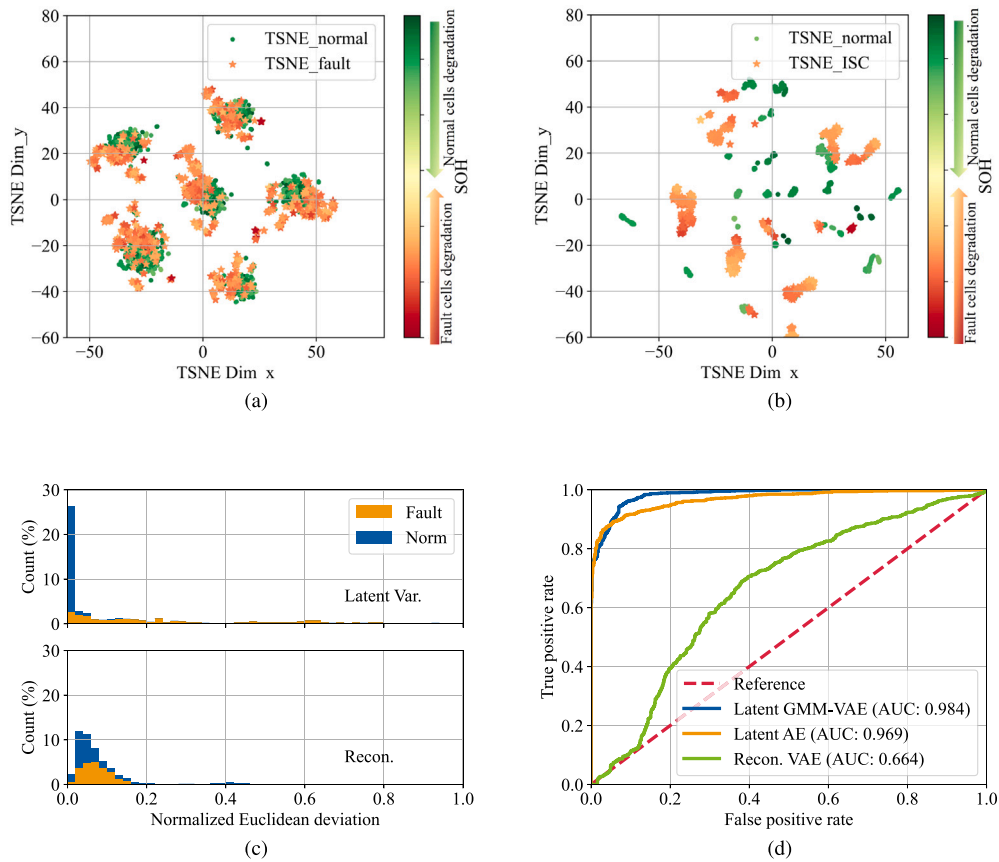 80
60
40
20
0
−20
−40
−60
TSNE Dim_y
TSNE_normal
TSNE_fault
−50
0
50
TSNE Dim_x
SOH
Normal cells degradation
Fault cells degradation
(a)
80
60
40
20
0
−20
−40
−60
TSNE Dim_y
TSNE_normal
TSNE_ISC
−50
0
50
TSNE Dim_x
SOH
Normal cells degradation
Fault cells degradation
(b)
30
20
10
0
Count (%)
Fault
Norm
Latent Var.
30
20
10
0
Count (%)
Recon.
0.0 0.2 0.4 0.6 0.8 1.0
Normalized Euclidean deviation
(c)
1.0
0.8
0.6
0.4
0.2
0.0
True positive rate
Reference
Latent GMM-VAE (AUC: 0.984)
Latent AE (AUC: 0.969)
Recon. VAE (AUC: 0.664)
0.0 0.2 0.4 0.6 0.8 1.0
False positive rate
(d)